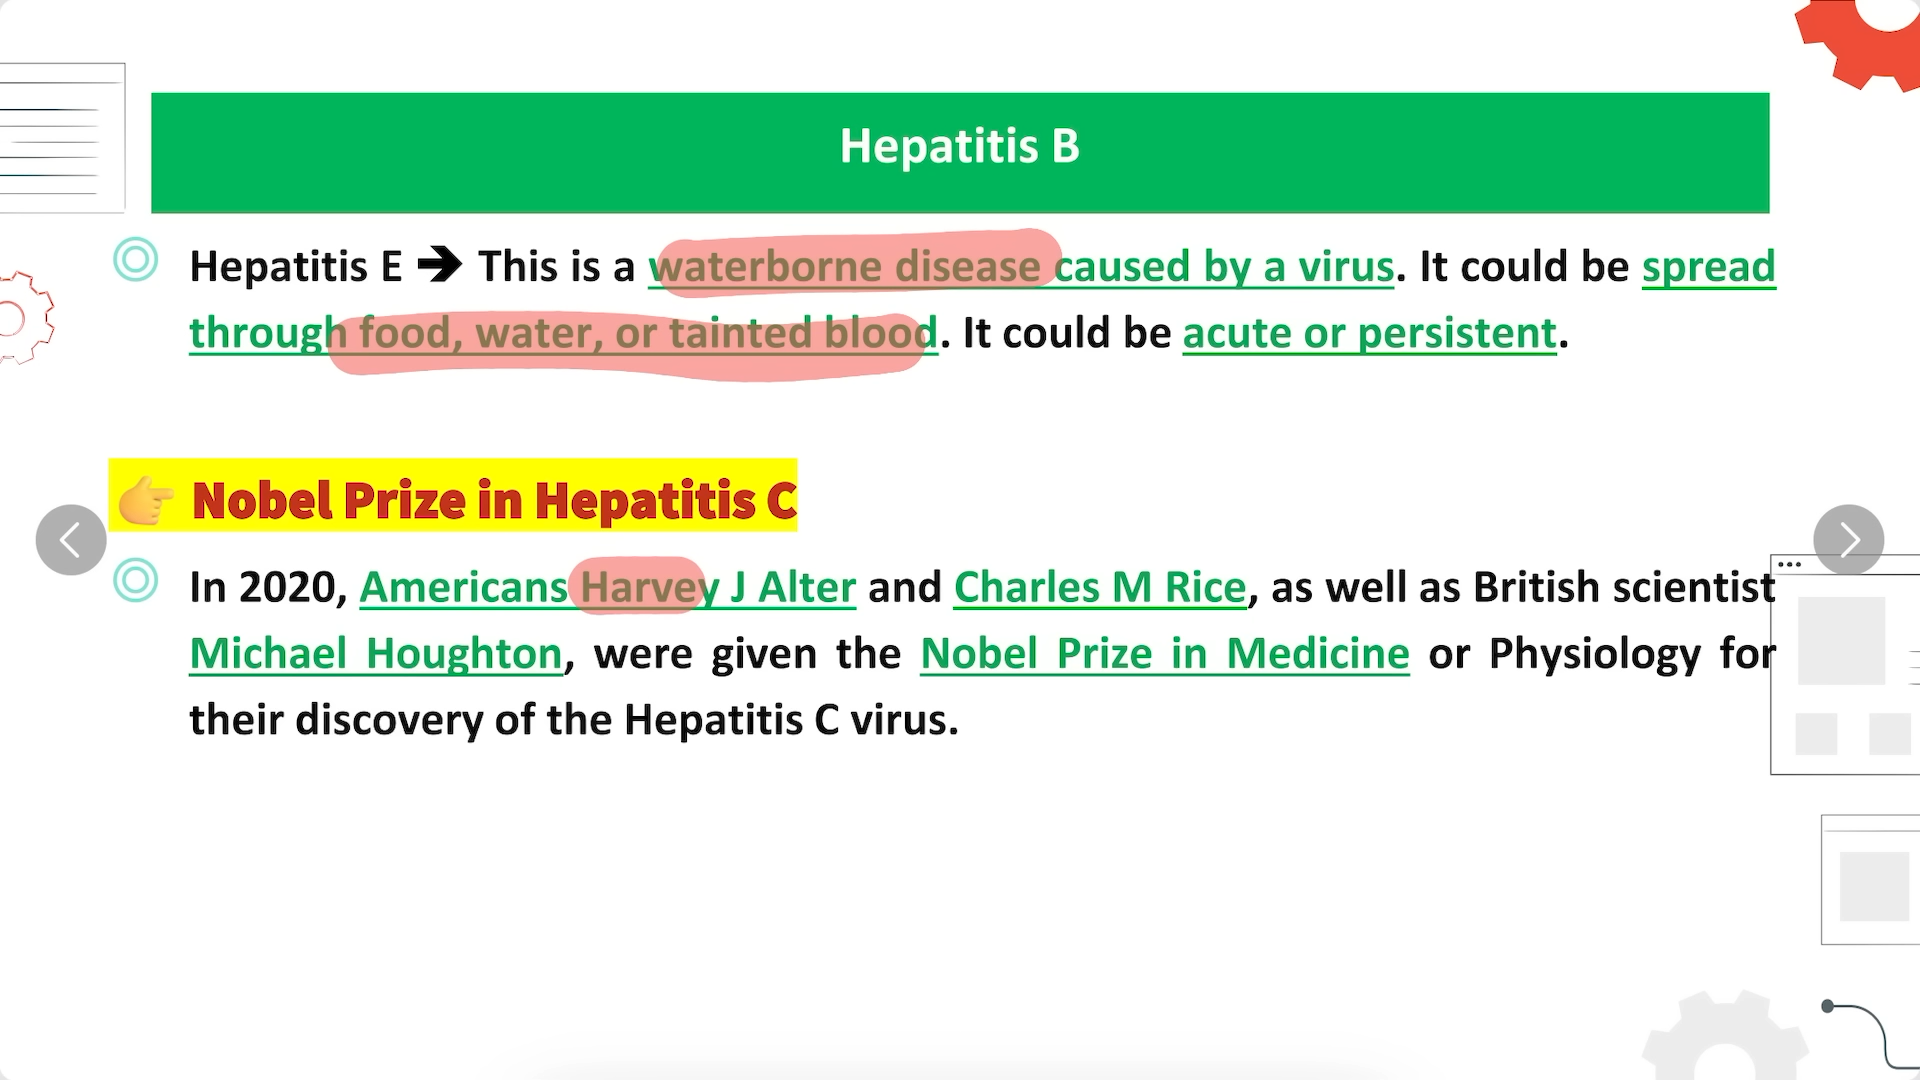 Hepatitis B
Hepatitis E ➔ This is a waterborne disease caused by a virus. It could be spread
through food, water, or tainted blood. It could be acute or persistent.
👉 Nobel Prize in Hepatitis C
In 2020, Americans Harvey J Alter and Charles M Rice, as well as British scientist
Michael Houghton, were given the Nobel Prize in Medicine or Physiology for
their discovery of the Hepatitis C virus.